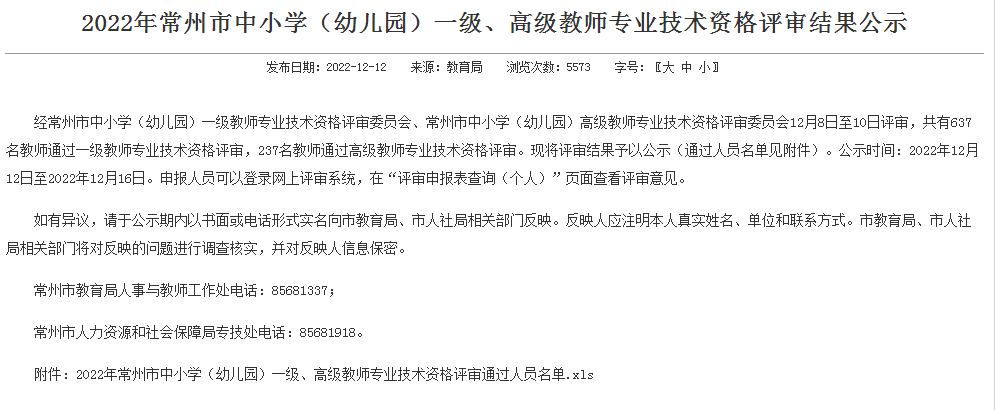 2022年常州市中小学（幼儿园）一级、高级教师专业技术资格评审结果公示
发布日期：2022-12-12 来源：教育局 浏览次数：5573 字号：〖大 中 小〗
经常州市中小学（幼儿园）一级教师专业技术资格评审委员会、常州市中小学（幼儿园）高级教师专业技术资格评审委员会12月8日至10日评审，共有637
名教师通过一级教师专业技术资格评审，237名教师通过高级教师专业技术资格评审。现将评审结果予以公示（通过人员名单见附件）。公示时间：2022年12月
12日至2022年12月16日。申报人员可以登录网上评审系统，在“评审申报表查询（个人）”页面查看评审意见。
如有异议，请于公示期内以书面或电话形式实名向市教育局、市人社局相关部门反映。反映人应注明本人真实姓名、单位和联系方式。市教育局、市人社
局相关部门将对反映的问题进行调查核实，并对反映人信息保密。
常州市教育局人事与教师工作处电话：85681337；
常州市人力资源和社会保障局专技处电话：85681918。
附件：2022年常州市中小学（幼儿园）一级、高级教师专业技术资格评审通过人员名单.xls